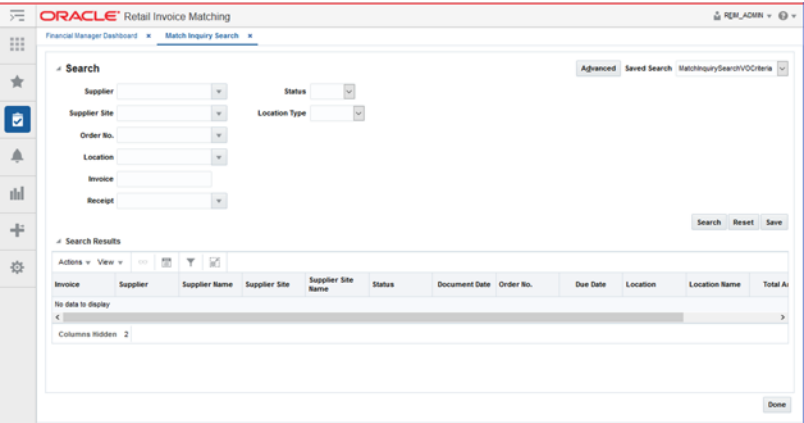 ORACLE® Retail Invoice Matching
REIM_ADMIN
Financial Manager Dashboard × Match Inquiry Search ×
Search
Advanced Saved Search MatchInquirySearchVOCriteria
Supplier Status
Supplier Site Location Type
Order No.
Location
Invoice
Receipt
Search Reset Save
Search Results
Actions View
Invoice Supplier Supplier Name Supplier Site Supplier Site Name Status Document Date Order No. Due Date Location Location Name Total A
No data to display
Columns Hidden 2
Done